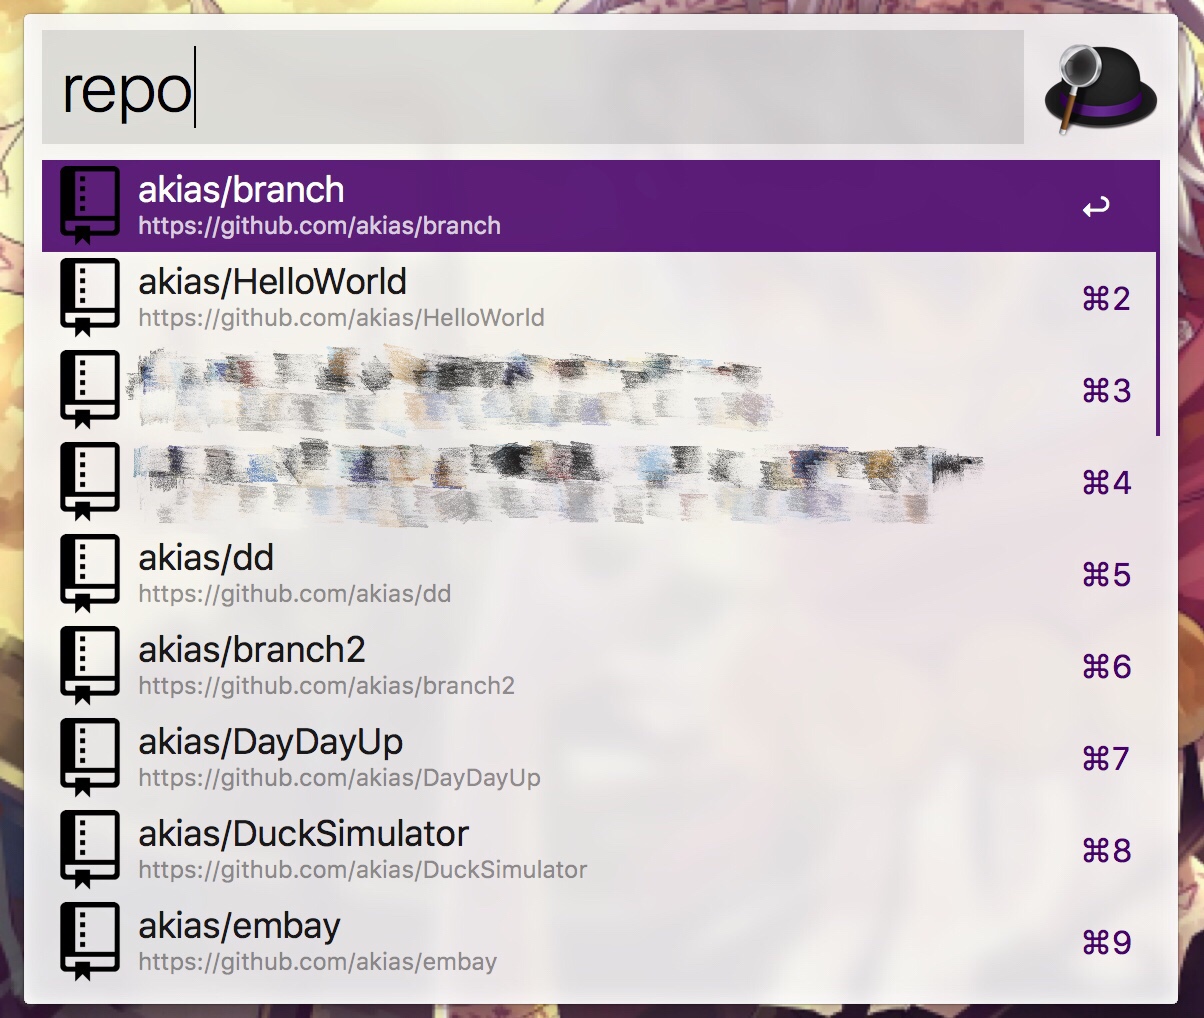 repo
akias/branch
https://github.com/akias/branch
↩
akias/HelloWorld
https://github.com/akias/HelloWorld
⌘2
⌘3
⌘4
akias/dd
https://github.com/akias/dd
⌘5
akias/branch2
https://github.com/akias/branch2
⌘6
akias/DayDayUp
https://github.com/akias/DayDayUp
⌘7
akias/DuckSimulator
https://github.com/akias/DuckSimulator
⌘8
akias/embay
https://github.com/akias/embay
⌘9